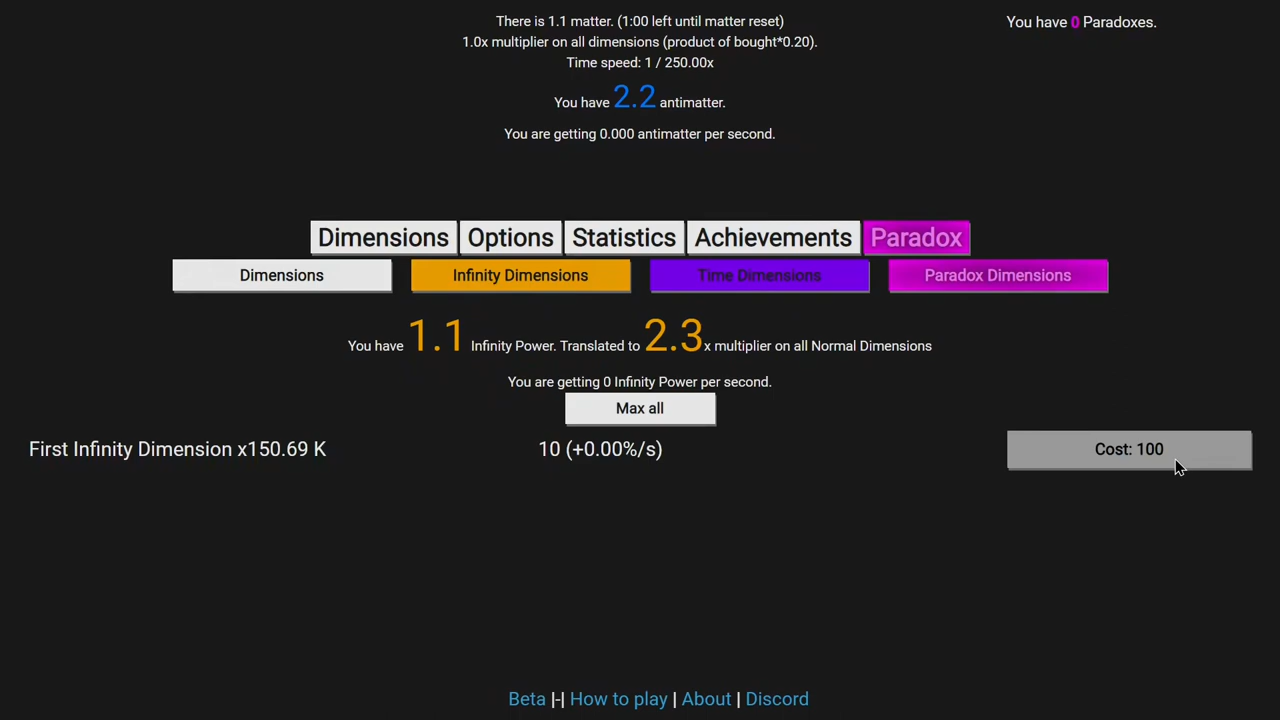 There is 1.1 matter. (1:00 left until matter reset)
You have 0 Paradoxes.
1.0x multiplier on all dimensions (product of bought*0.20).
Time speed: 1 / 250.00x
You have 2.2 antimatter.
You are getting 0.000 antimatter per second.
Dimensions Options Statistics Achievements Paradox
Dimensions Infinity Dimensions Time Dimensions Paradox Dimensions
You have 1.1 Infinity Power. Translated to 2.3x multiplier on all Normal Dimensions
You are getting 0 Infinity Power per second.
Max all
First Infinity Dimension x150.69 K 10 (+0.00%/s) Cost: 100
Beta |-| How to play | About | Discord